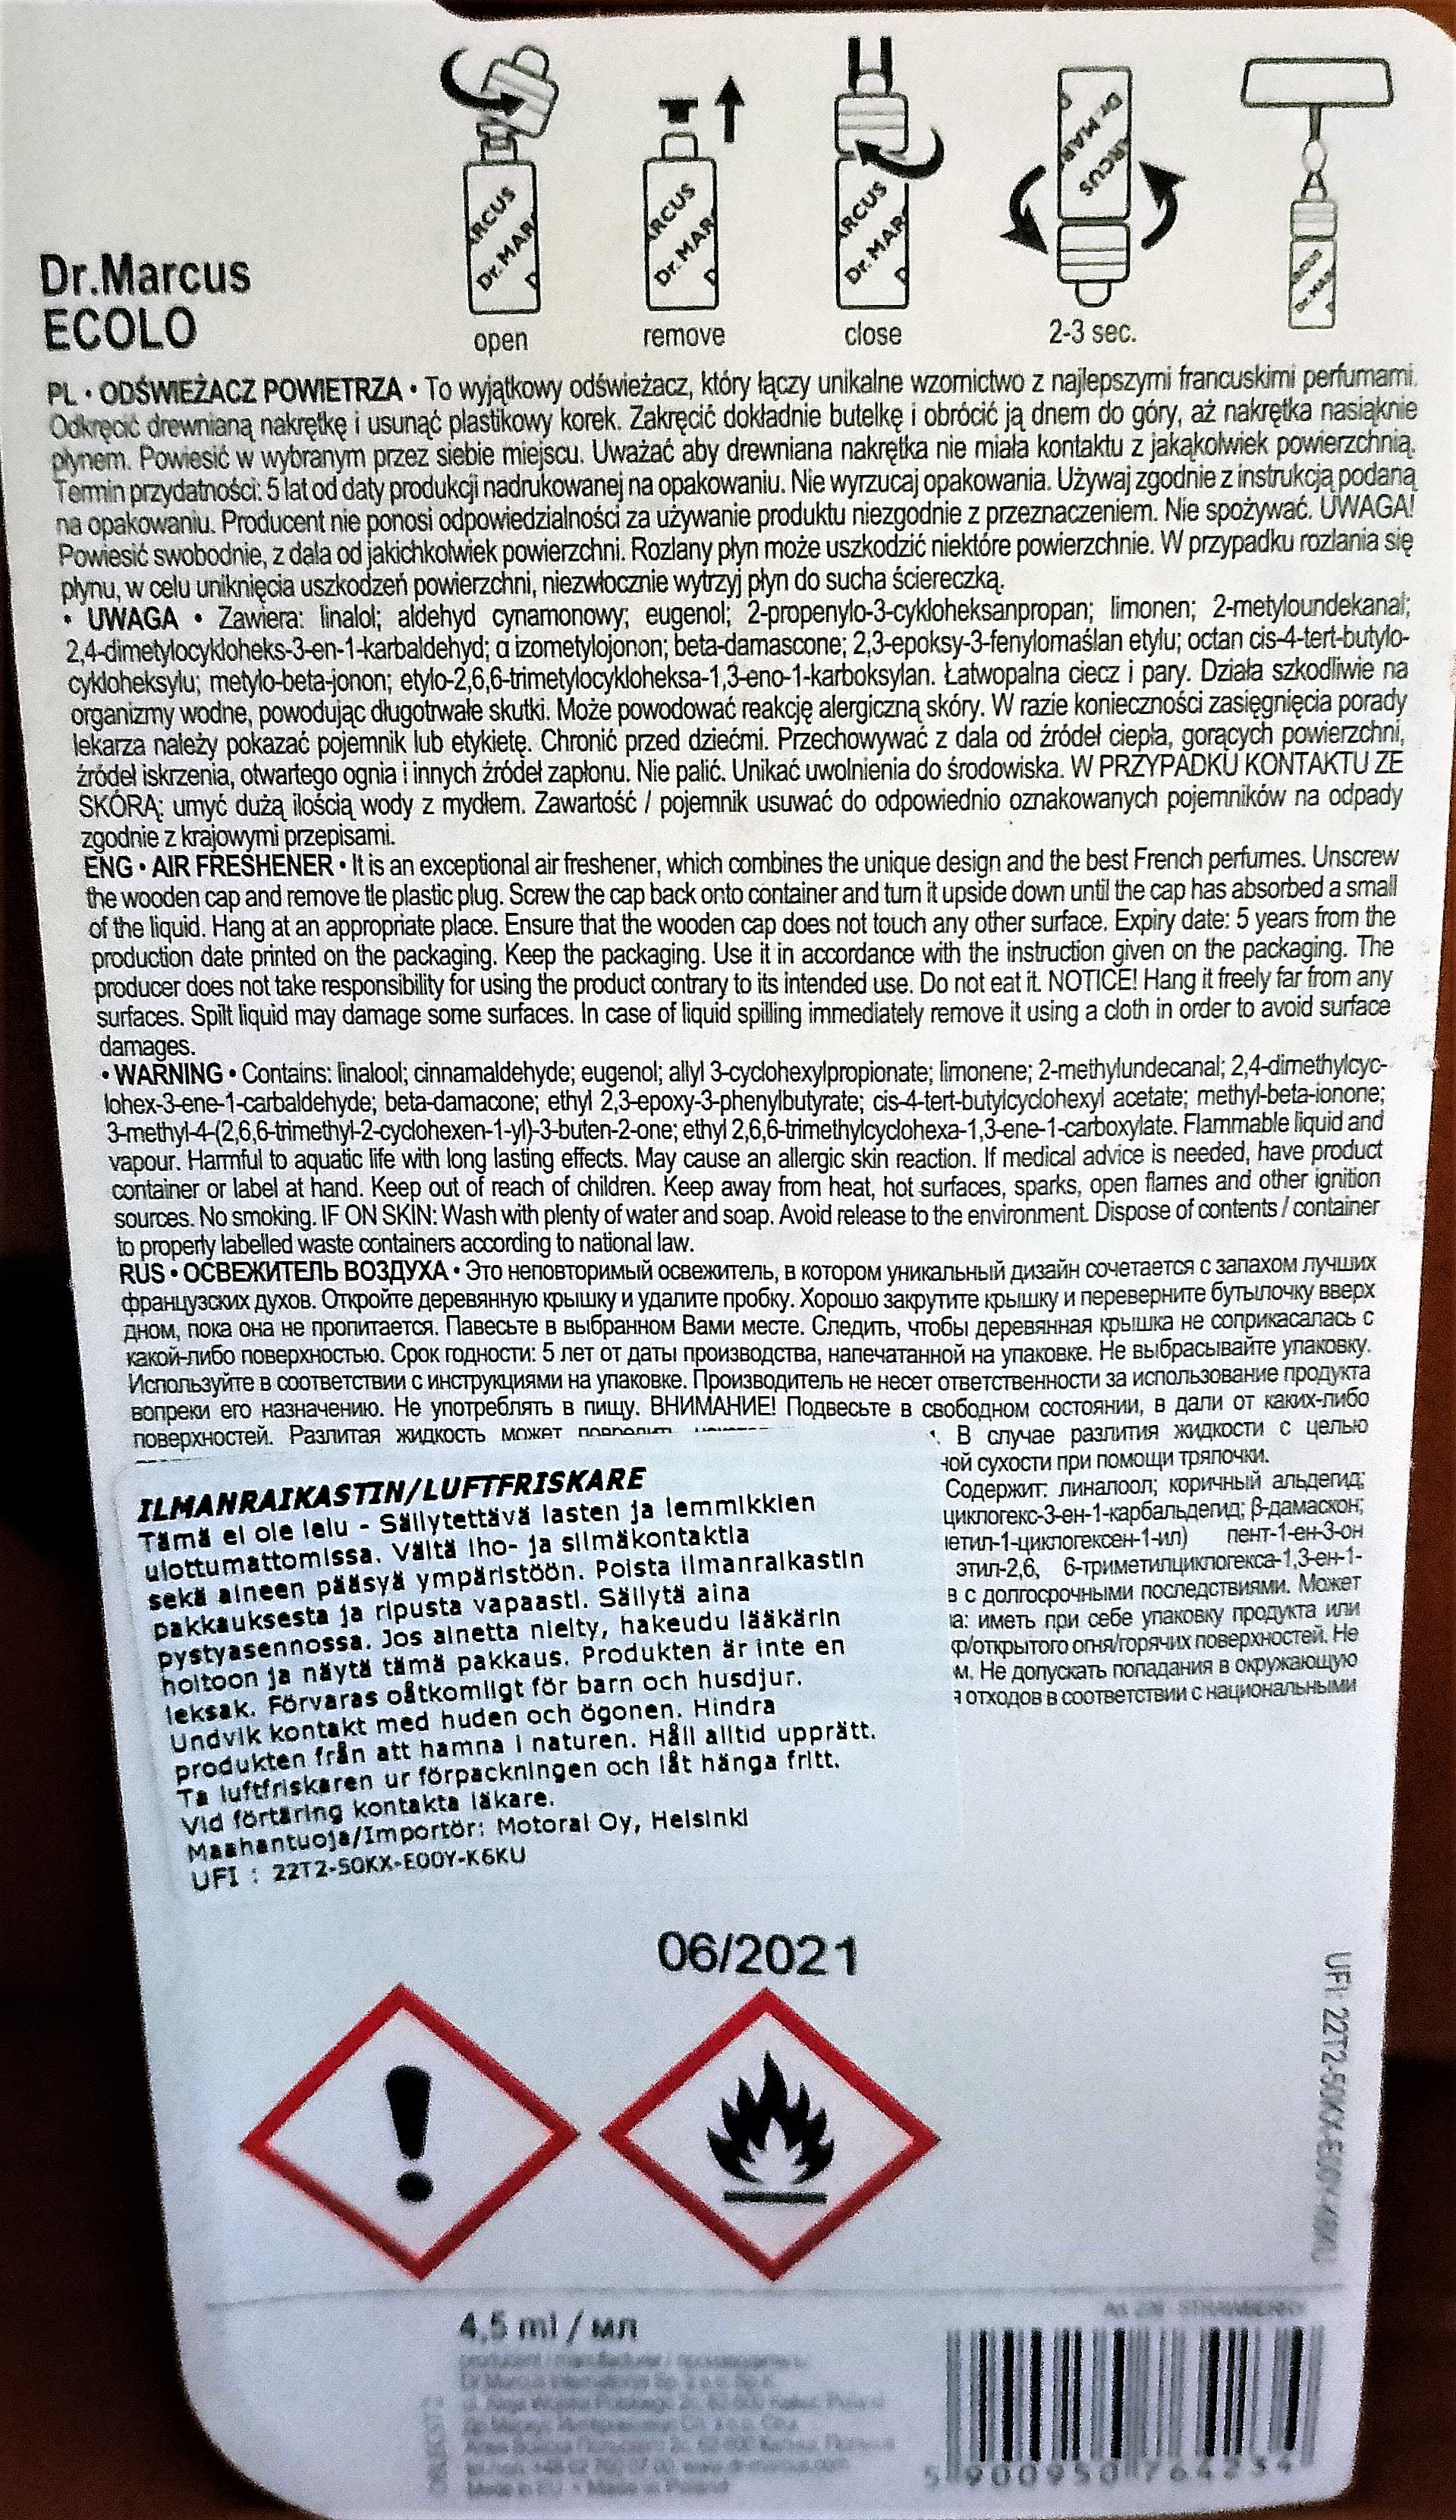 open
remove
close
2-3 sec.
Dr.Marcus
ECOLO
PL • ODŚWIEŻACZ POWIETRZA • To wyjątkowy odświeżacz, który łączy unikalne wzornictwo z najlepszymi francuskimi perfumami.
Odkręcić drewnianą nakrętkę i usunąć plastikowy korek. Zakręcić dokładnie butelkę i obrócić ją dnem do góry, aż nakrętka nasiąknie
płynem. Powiesić w wybranym przez siebie miejscu. Uważać aby drewniana nakrętka nie miała kontaktu z jakąkolwiek powierzchnią.
Termin przydatności: 5 lat od daty produkcji nadrukowanej na opakowaniu. Nie wyrzucaj opakowania. Używaj zgodnie z instrukcją podaną
na opakowaniu. Producent nie ponosi odpowiedzialności za używanie produktu niezgodnie z przeznaczeniem. Nie spożywać. UWAGA!
Powiesić swobodnie, z dala od jakichkolwiek powierzchni. Rozlany płyn może uszkodzić niektóre powierzchnie. W przypadku rozlania się
płynu, w celu uniknięcia uszkodzeń powierzchni, niezwłocznie wytrzyj płyn do sucha ściereczką.
• UWAGA • Zawiera: linalol; aldehyd cynamonowy; eugenol; 2-propenylo-3-cykloheksanpropan; limonen; 2-metyloundekanal;
2,4-dimetylocykloheks-3-en-1-karbaldehyd; α izometylojonon; beta-damascone; 2,3-epoksy-3-fenylomaślan etylu; octan cis-4-tert-butylo-
cykloheksylu; metylo-beta-jonon; etylo-2,6,6-trimetylocykloheksa-1,3-eno-1-karboksylan. Łatwopalna ciecz i pary. Działa szkodliwie na
organizmy wodne, powodując długotrwałe skutki. Może powodować reakcję alergiczną skóry. W razie konieczności zasięgnięcia porady
lekarza należy pokazać pojemnik lub etykietę. Chronić przed dziećmi. Przechowywać z dala od źródeł ciepła, gorących powierzchni,
źródeł iskrzenia, otwartego ognia i innych źródeł zapłonu. Nie palić. Unikać uwolnienia do środowiska. W PRZYPADKU KONTAKTU ZE
SKÓRĄ: umyć dużą ilością wody z mydłem. Zawartość / pojemnik usuwać do odpowiednio oznakowanych pojemników na odpady
zgodnie z krajowymi przepisami.
ENG • AIR FRESHENER • It is an exceptional air freshener, which combines the unique design and the best French perfumes. Unscrew
the wooden cap and remove tle plastic plug. Screw the cap back onto container and turn it upside down until the cap has absorbed a small
of the liquid. Hang at an appropriate place. Ensure that the wooden cap does not touch any other surface. Expiry date: 5 years from the
production date printed on the packaging. Keep the packaging. Use it in accordance with the instruction given on the packaging. The
producer does not take responsibility for using the product contrary to its intended use. Do not eat it. NOTICE! Hang it freely far from any
surfaces. Spilt liquid may damage some surfaces. In case of liquid spilling immediately remove it using a cloth in order to avoid surface
damages.
• WARNING • Contains: linalool; cinnamaldehyde; eugenol; allyl 3-cyclohexylpropionate; limonene; 2-methylundecanal; 2,4-dimethylcyc-
lohex-3-ene-1-carbaldehyde; beta-damacone; ethyl 2,3-epoxy-3-phenylbutyrate; cis-4-tert-butylcyclohexyl acetate; methyl-beta-ionone;
3-methyl-4-(2,6,6-trimethyl-2-cyclohexen-1-yl)-3-buten-2-one; ethyl 2,6,6-trimethylcyclohexa-1,3-ene-1-carboxylate. Flammable liquid and
vapour. Harmful to aquatic life with long lasting effects. May cause an allergic skin reaction. If medical advice is needed, have product
container or label at hand. Keep out of reach of children. Keep away from heat, hot surfaces, sparks, open flames and other ignition
sources. No smoking. IF ON SKIN: Wash with plenty of water and soap. Avoid release to the environment. Dispose of contents / container
to properly labelled waste containers according to national law.
RUS • ОСВЕЖИТЕЛЬ ВОЗДУХА • Это неповторимый освежитель, в котором уникальный дизайн сочетается с запахом лучших
французских духов. Откройте деревянную крышку и удалите пробку. Хорошо закрутите крышку и переверните бутылочку вверх
дном, пока она не пропитается. Павесьте в выбранном Вами месте. Следить, чтобы деревянная крышка не соприкасалась с
какой-либо поверхностью. Срок годности: 5 лет от даты производства, напечатанной на упаковке. Не выбрасывайте упаковку.
Используйте в соответствии с инструкциями на упаковке. Производитель не несет ответственности за использование продукта
вопреки его назначению. Не употреблять в пищу. ВНИМАНИЕ! Подвесьте в свободном состоянии, в дали от каких-либо
поверхностей. Разлитая жидкость может В случае разлития жидкости с целью
ной сухости при помощи тряпочки.
Содержит: линалоол; коричный альдегид;
циклогекс-3-ен-1-карбальдегид; β-дамаскон;
етил-1-циклогексен-1-ил) пент-1-ен-3-он
этил-2,6, 6-триметилциклогекса-1,3-ен-1-
в с долгосрочными последствиями. Может
а: иметь при себе упаковку продукта или
кр/открытого огня/горячих поверхностей. Не
м. Не допускать попадания в окружающую
я отходов в соответствии с национальными
ILMANRAIKASTIN/LUFTFRISKARE
Tämä ei ole lelu - Säilytettävä lasten ja lemmikkien
ulottumattomissa. Vältä iho- ja silmäkontaktia
sekä aineen pääsyä ympäristöön. Poista ilmanraikastin
pakkauksesta ja ripusta vapaasti. Säilytä aina
pystyasennossa. Jos ainetta nielty, hakeudu lääkärin
hoitoon ja näytä tämä pakkaus. Produkten är inte en
leksak. Förvaras oåtkomligt för barn och husdjur.
Undvik kontakt med huden och ögonen. Hindra
produkten från att hamna i naturen. Håll alltid upprätt.
Ta luftfriskaren ur förpackningen och låt hänga fritt.
Vid förtäring kontakta läkare.
Maahantuoja/Importör: Motoral Oy, Helsinki
UFI : 22T2-S0KX-E00Y-K6KU
06/2021
UFI: 22T2-S0KX-E00Y-K6KU
4,5 ml / мл
STRAWBERRY
5 900950 764234